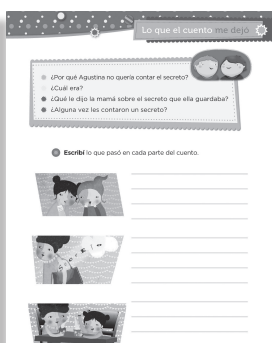 Lo que el cuento me dejó
¿Por qué Agustina no quería contar el secreto?
¿Cuál era?
¿Qué le dijo la mamá sobre el secreto que ella guardaba?
¿Alguna vez les contaron un secreto?
Escribí lo que pasó en cada parte del cuento.